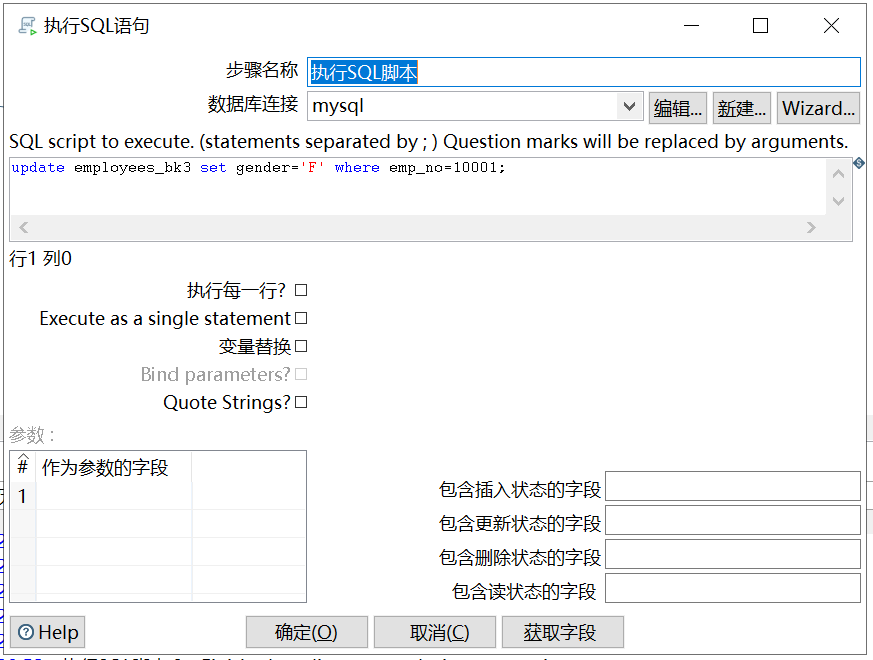 执行SQL语句
步骤名称 执行SQL脚本
数据库连接 mysql 编辑... 新建... Wizard...
SQL script to execute. (statements separated by ; ) Question marks will be replaced by arguments.
update employees_bk3 set gender='F' where emp_no=10001;
行1 列0
执行每一行?
Execute as a single statement
变量替换
Bind parameters?
Quote Strings?
参数 :
# 作为参数的字段
1
包含插入状态的字段
包含更新状态的字段
包含删除状态的字段
包含读状态的字段
Help 确定(O) 取消(C) 获取字段